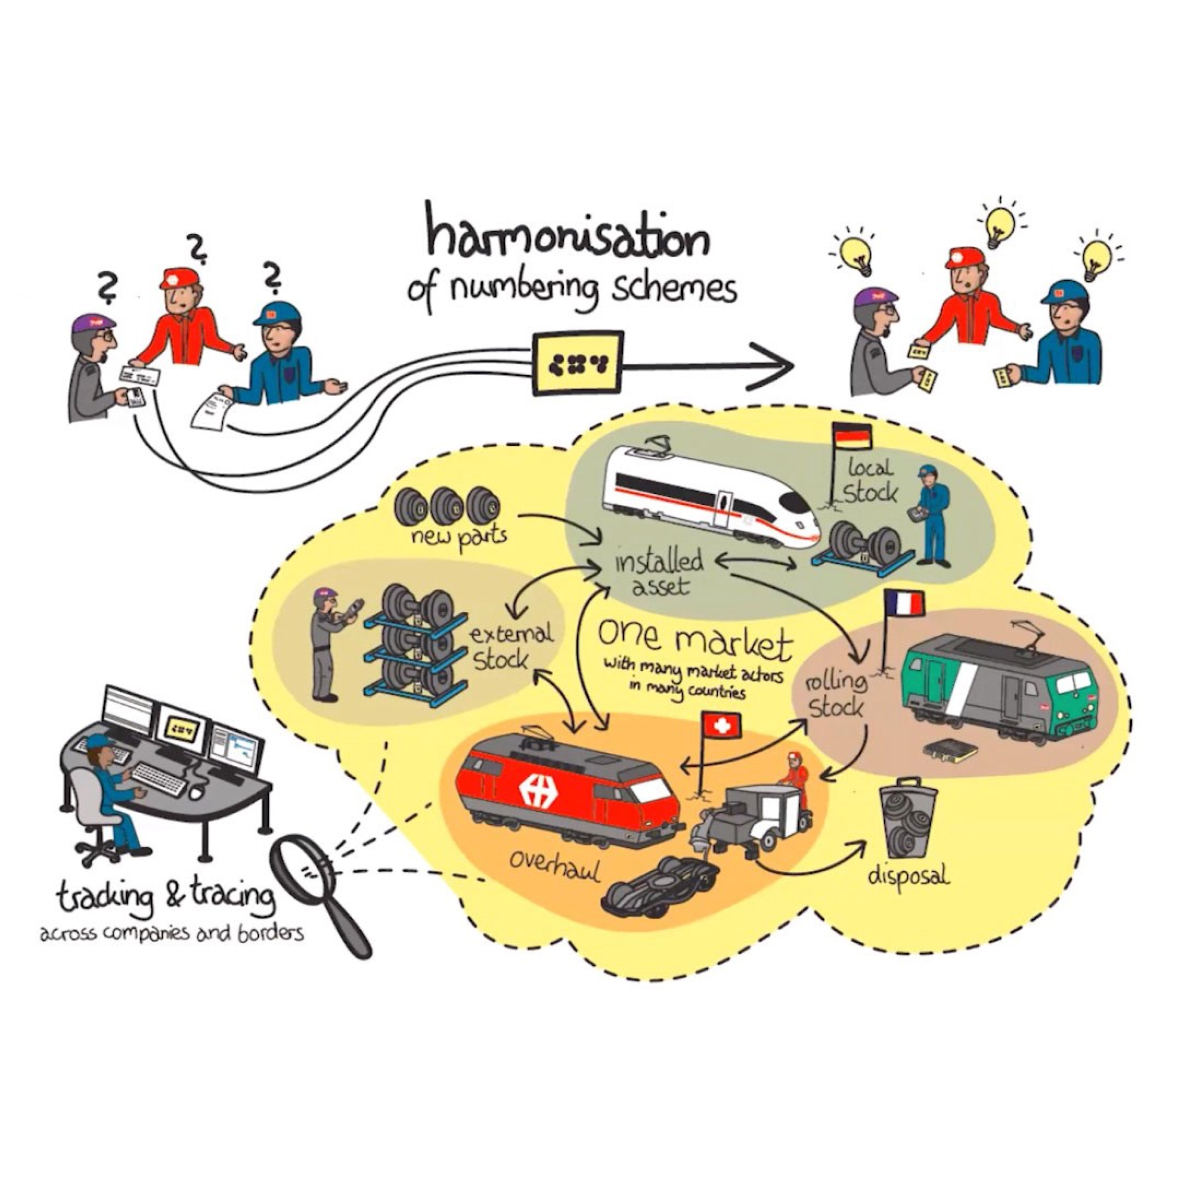 harmonisation
of numbering schemes
? ? ?
local
stock
new parts
installed
asset
external
stock
one market
with many market actors
in many countries
rolling
stock
overhaul
disposal
tracking & tracing
across companies and borders